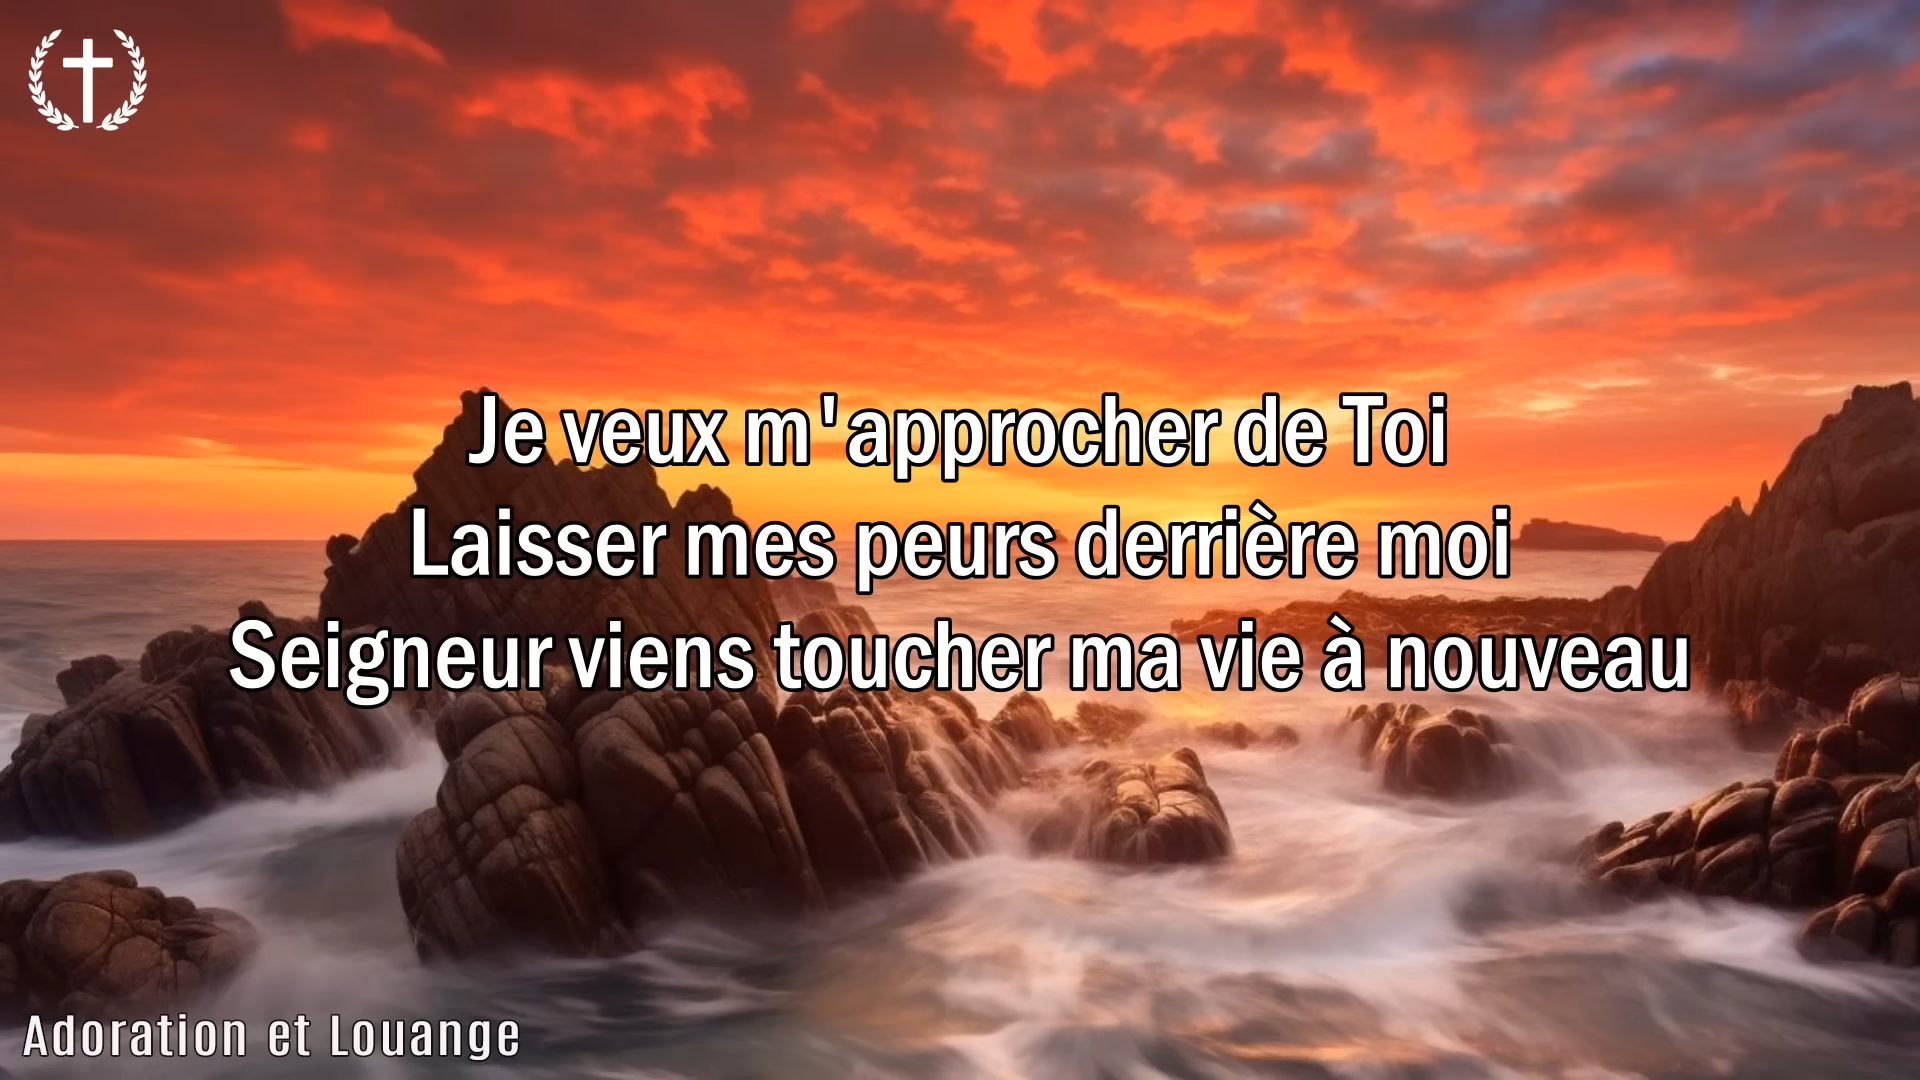 Je veux m'approcher de Toi
Laisser mes peurs derrière moi
Seigneur viens toucher ma vie à nouveau
Adoration et Louange